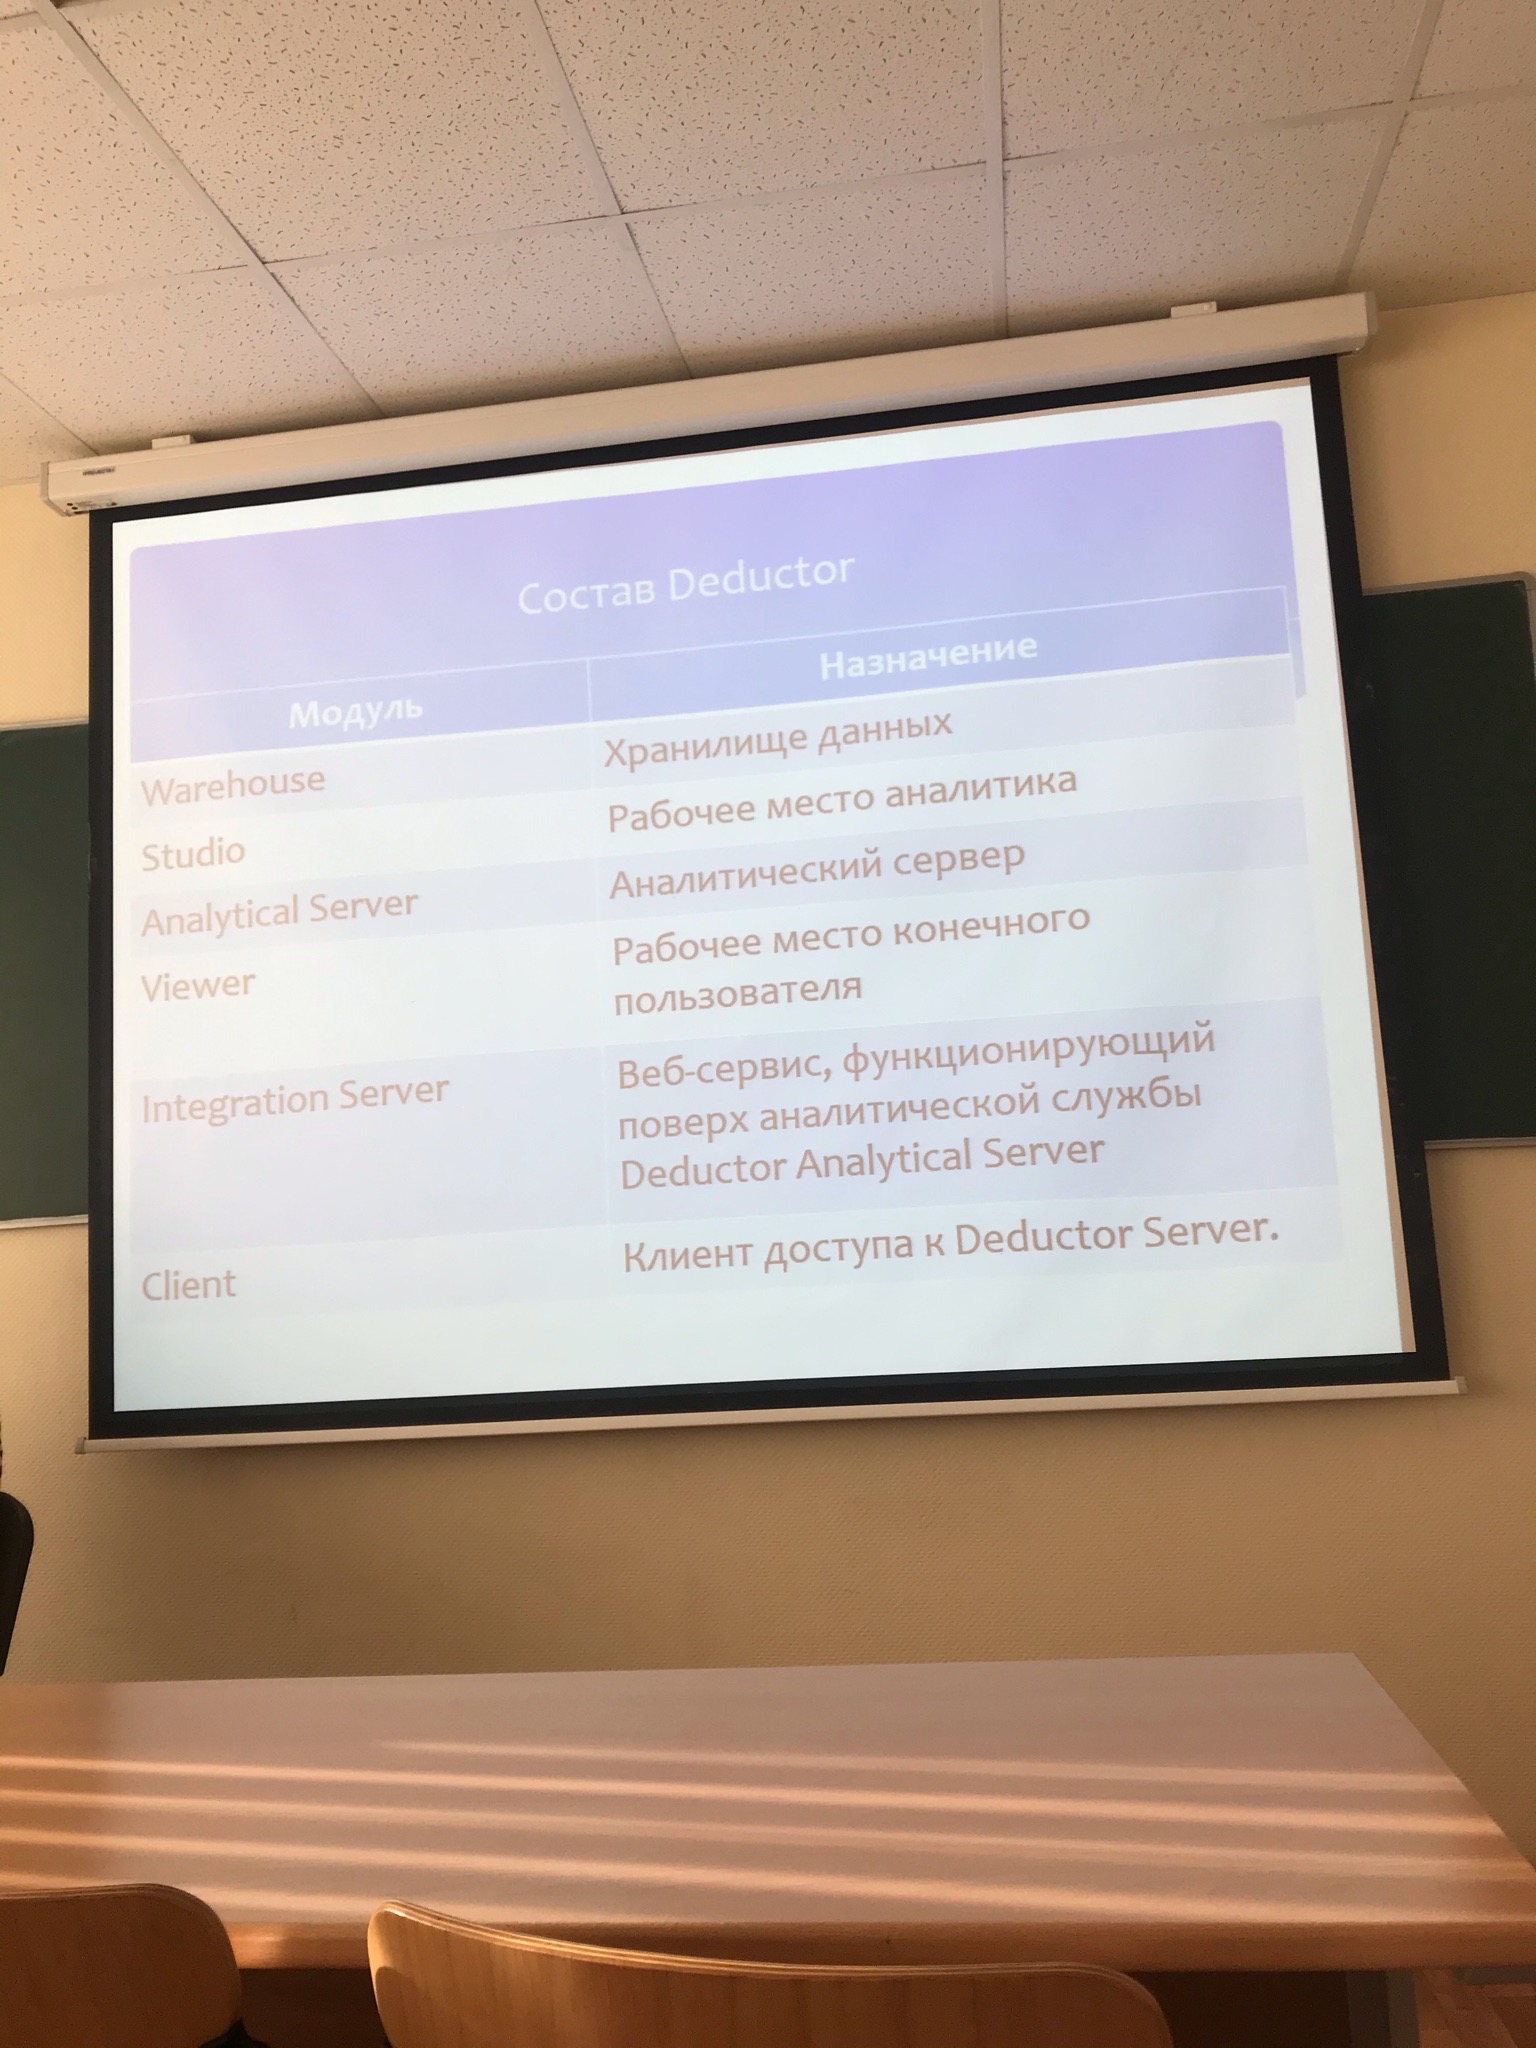 Состав Deductor
Модуль
Назначение
Warehouse
Хранилище данных
Studio
Рабочее место аналитика
Analytical Server
Аналитический сервер
Viewer
Рабочее место конечного
пользователя
Integration Server
Веб-сервис, функционирующий
поверх аналитической службы
Deductor Analytical Server
Client
Клиент доступа к Deductor Server.